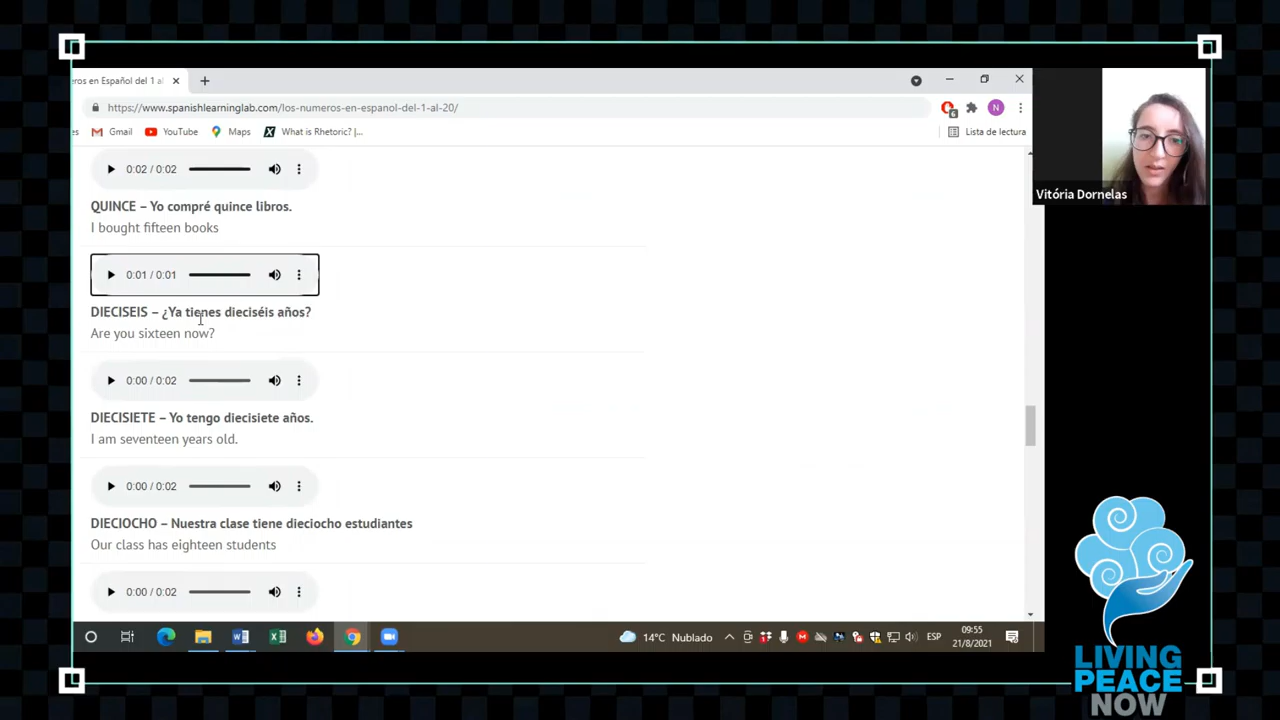 eros en Español del 1 al
https://www.spanishlearninglab.com/los-numeros-en-espanol-del-1-al-20/
N
es
Gmail
YouTube
Maps
What is Rhetoric? |...
Lista de lectura
6
Vitória Dornelas
0:02 / 0:02
QUINCE – Yo compré quince libros.
I bought fifteen books
0:01 / 0:01
DIECISEIS – ¿Ya tienes dieciséis años?
Are you sixteen now?
0:00 / 0:02
DIECISIETE – Yo tengo diecisiete años.
I am seventeen years old.
0:00 / 0:02
DIECIOCHO – Nuestra clase tiene dieciocho estudiantes
Our class has eighteen students
0:00 / 0:02
14°C Nublado
ESP
09:55
21/8/2021
LIVING
PEACE
NOW